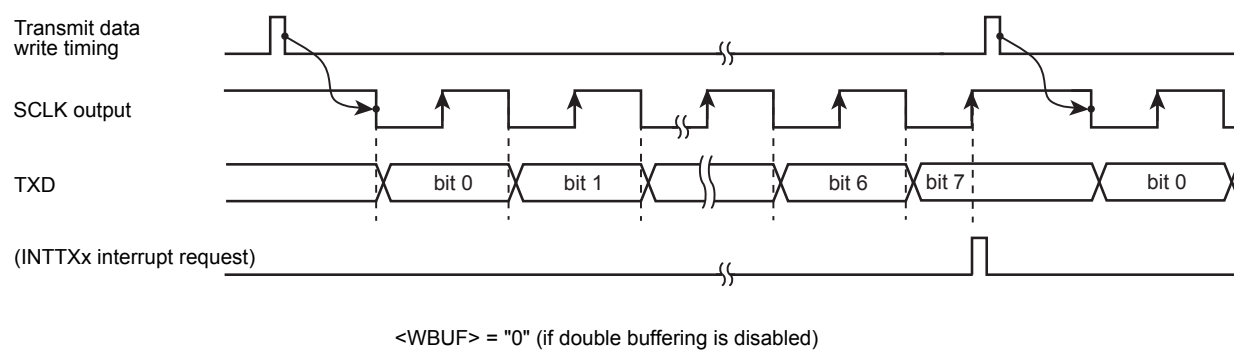 Transmit data
write timing
SCLK output
TXD
bit 0
bit 1
bit 6
bit 7
bit 0
(INTTXx interrupt request)
<WBUF> = "0" (if double buffering is disabled)